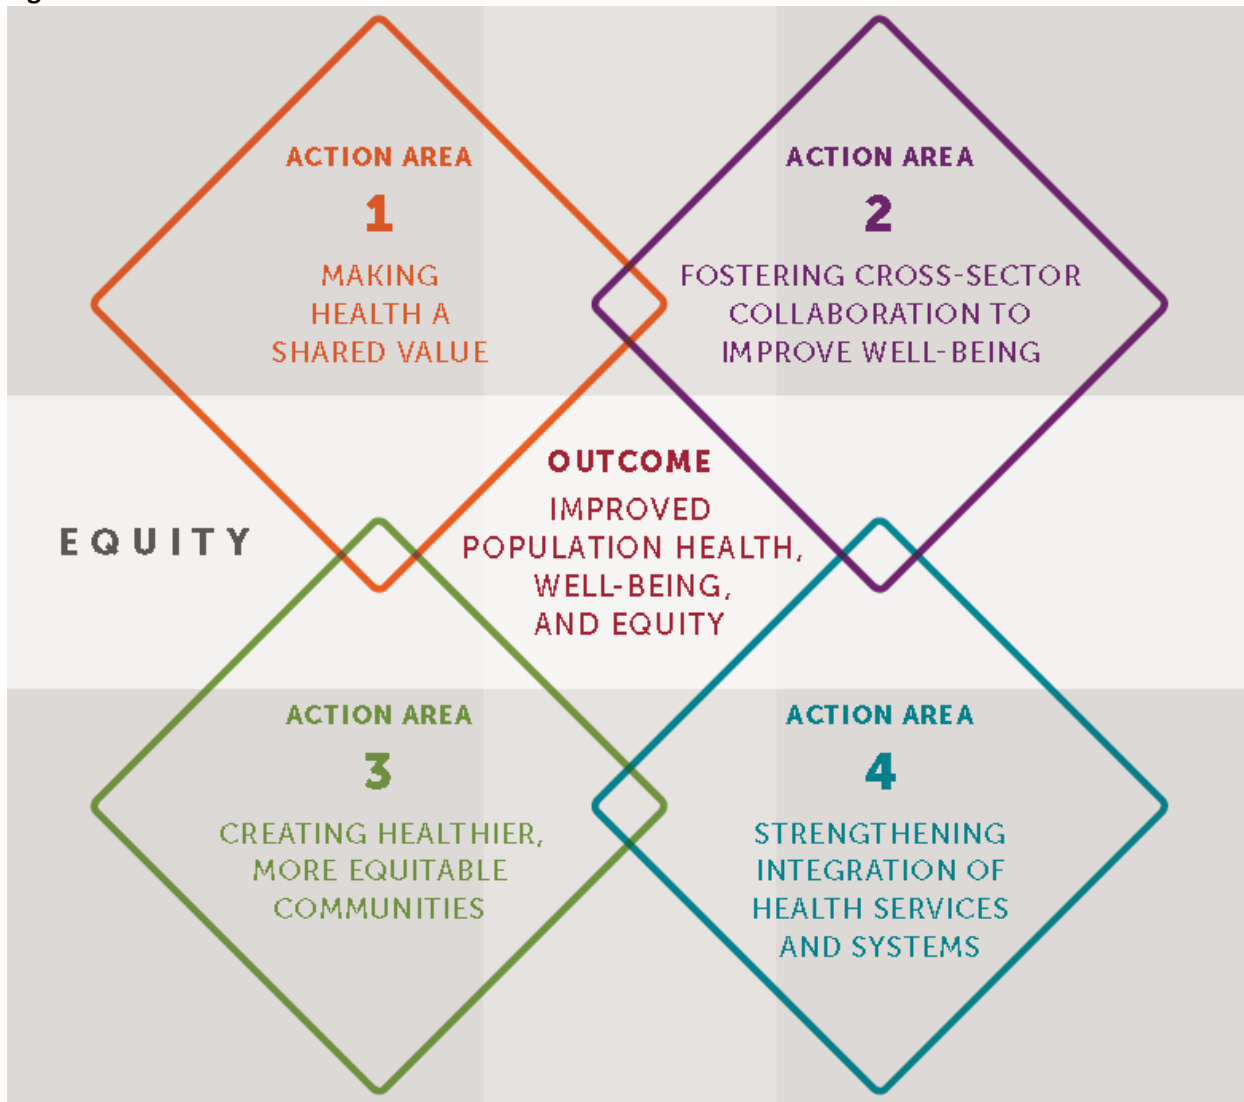 ACTION AREA
1
MAKING
HEALTH A
SHARED VALUE
ACTION AREA
2
FOSTERING CROSS-SECTOR
COLLABORATION TO
IMPROVE WELL-BEING
EQUITY
OUTCOME
IMPROVED
POPULATION HEALTH,
WELL-BEING,
AND EQUITY
ACTION AREA
3
CREATING HEALTHIER,
MORE EQUITABLE
COMMUNITIES
ACTION AREA
4
STRENGTHENING
INTEGRATION OF
HEALTH SERVICES
AND SYSTEMS